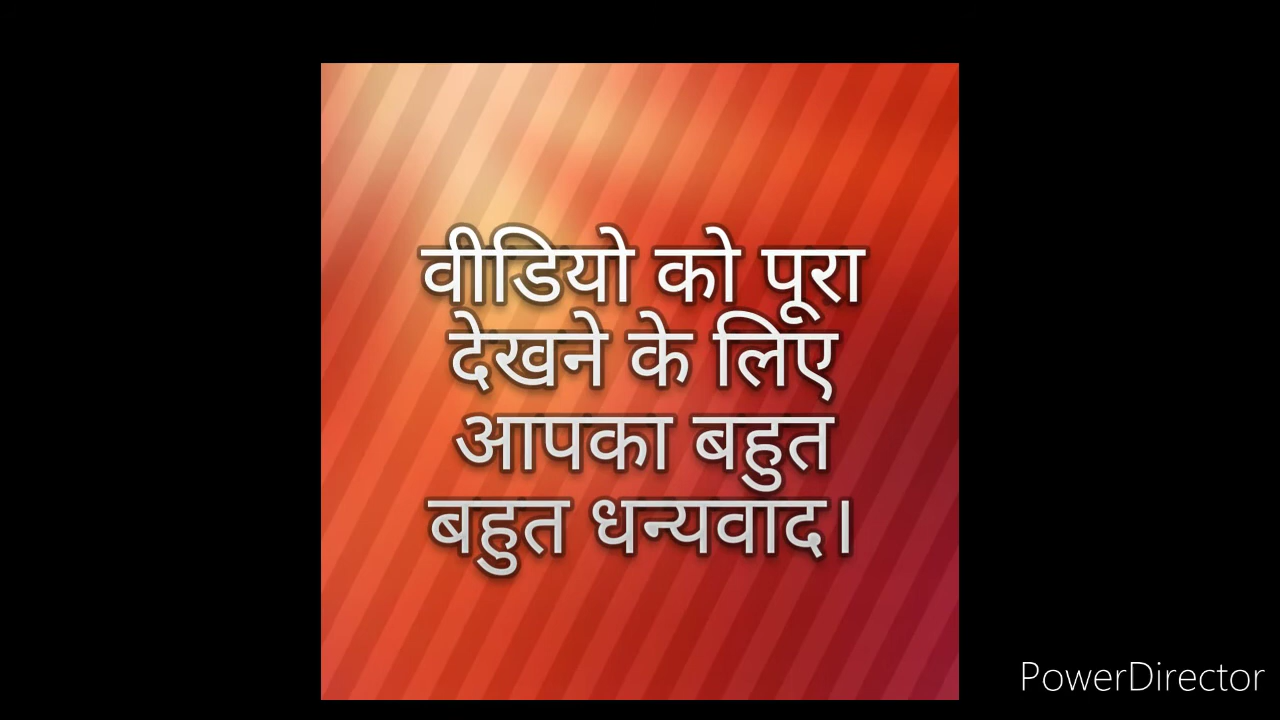 वीडियो को पूरा
देखने के लिए
आपका बहुत
बहुत धन्यवाद।
PowerDirector